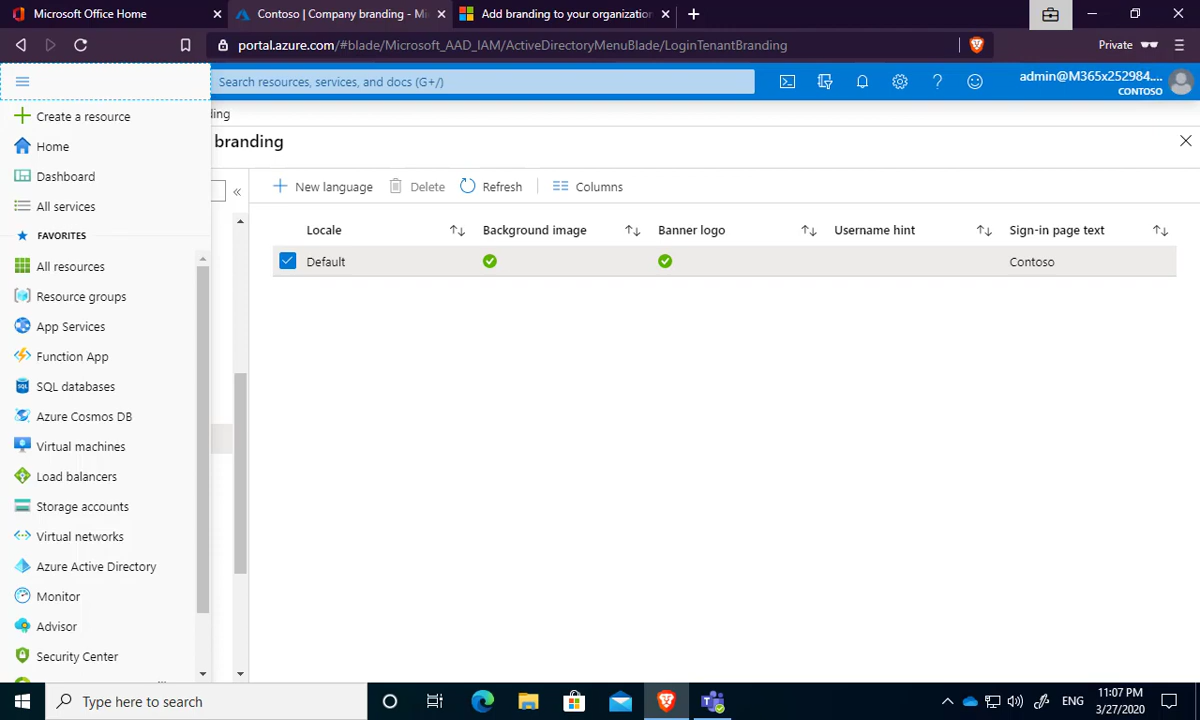 Microsoft Office Home
Contoso | Company branding - Mi
Add branding to your organization
portal.azure.com/#blade/Microsoft_AAD_IAM/ActiveDirectoryMenuBlade/LoginTenantBranding
Private
Search resources, services, and docs (G+/)
admin@M365x252984....
CONTOSO
Create a resource
ding
Home
branding
Dashboard
All services
New language
Delete
Refresh
Columns
FAVORITES
Locale
Background image
Banner logo
Username hint
Sign-in page text
Default
Contoso
All resources
Resource groups
App Services
Function App
SQL databases
Azure Cosmos DB
Virtual machines
Load balancers
Storage accounts
Virtual networks
Azure Active Directory
Monitor
Advisor
Security Center
Type here to search
ENG
11:07 PM
3/27/2020